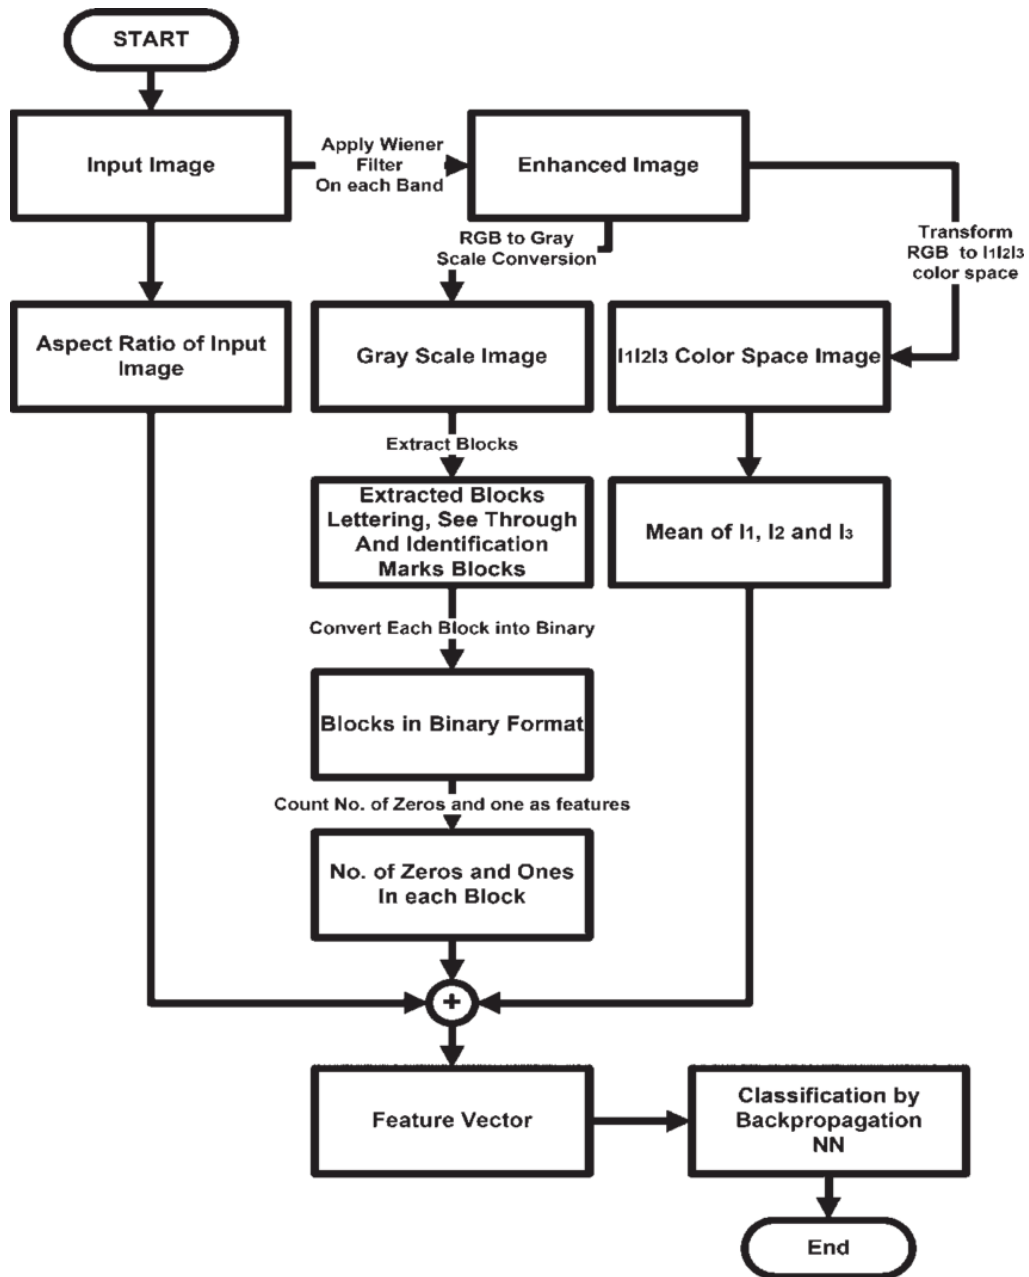 START
Input Image
Apply Wiener
Filter
On each Band
Enhanced Image
Transform
RGB to I1I2I3
color space
RGB to Gray
Scale Conversion
Aspect Ratio of Input
Image
Gray Scale Image
I1I2I3 Color Space Image
Extract Blocks
Extracted Blocks
Lettering, See Through
And Identification
Marks Blocks
Mean of I1, I2 and I3
Convert Each Block into Binary
Blocks in Binary Format
Count No. of Zeros and one as features
No. of Zeros and Ones
In each Block
+
Feature Vector
Classification by
Backpropagation
NN
End